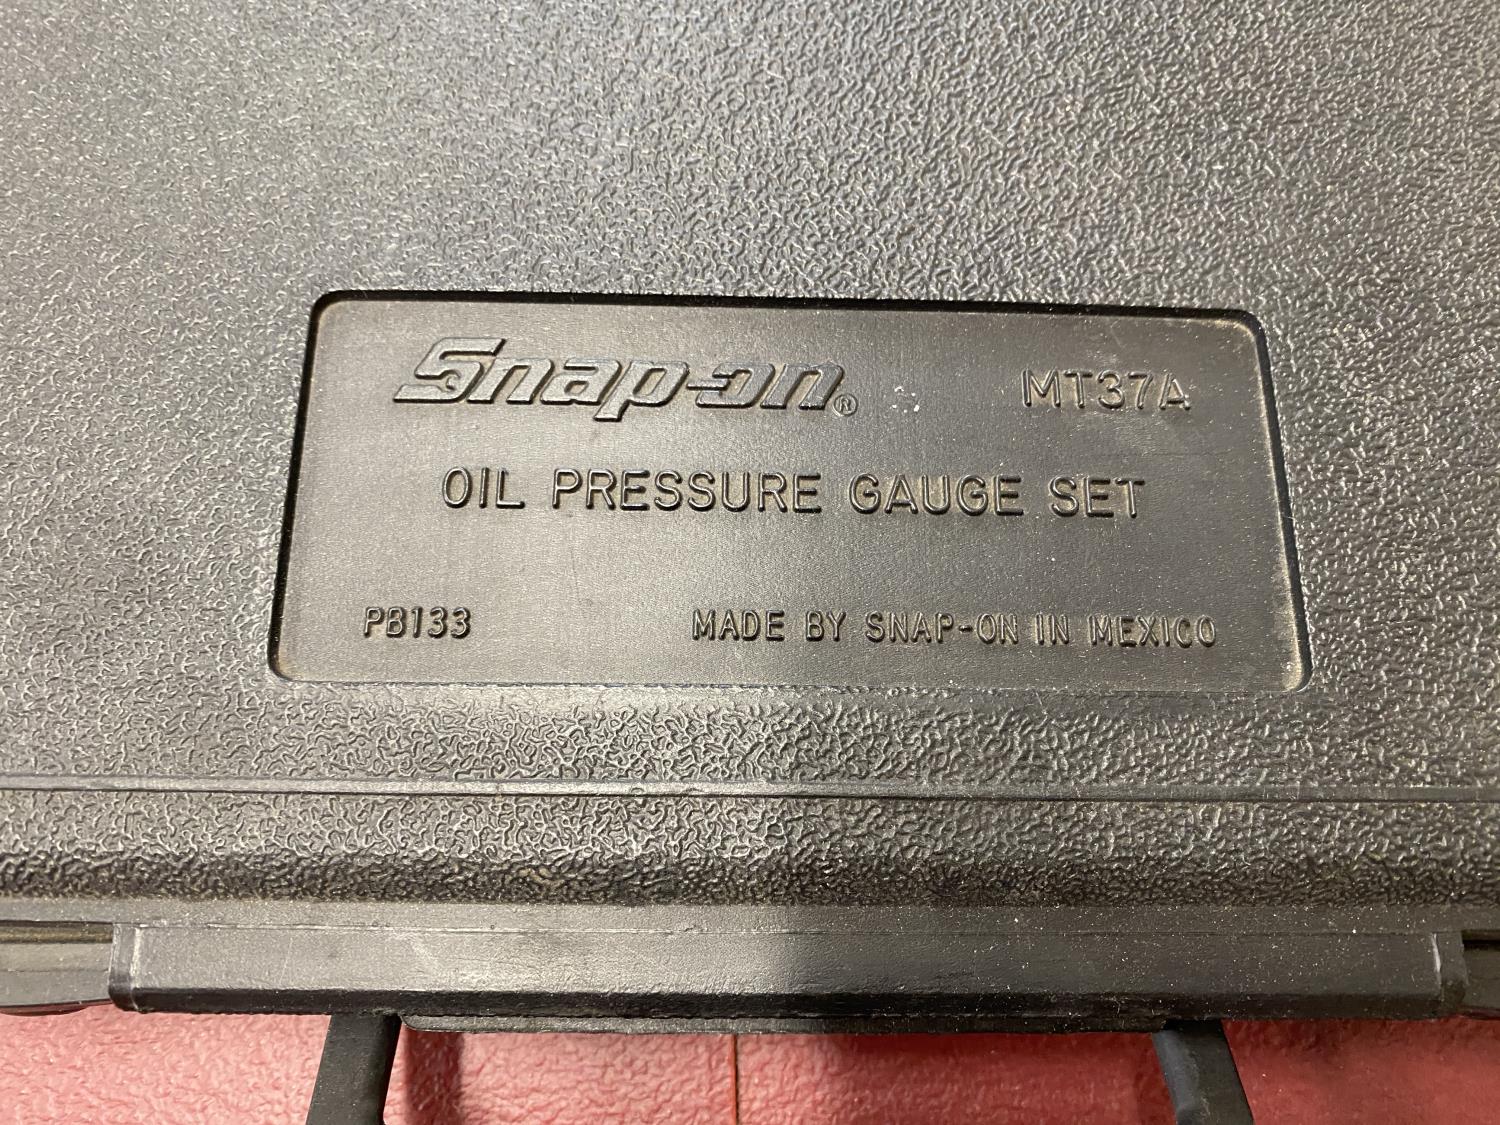 Snap-on® MT37A
OIL PRESSURE GAUGE SET
PB133 MADE BY SNAP-ON IN MEXICO